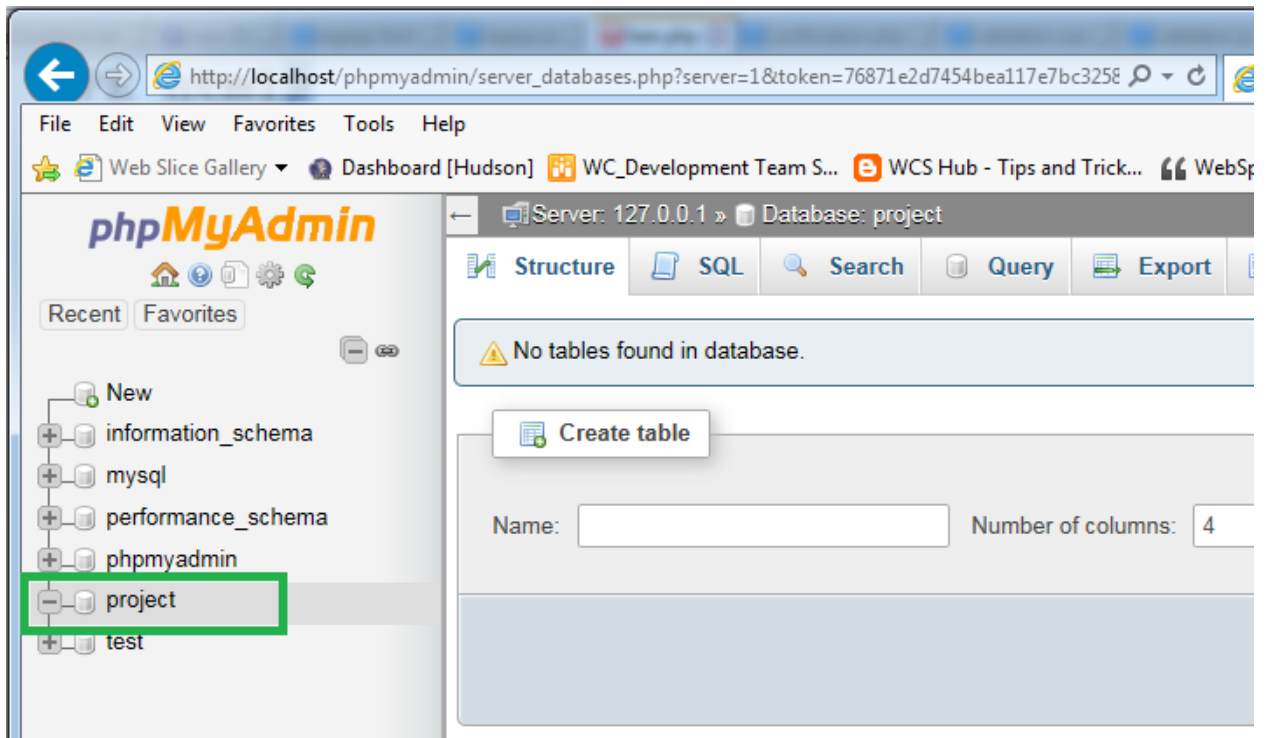 http://localhost/phpmyadmin/server_databases.php?server=1&token=76871e2d7454bea117e7bc3258
File Edit View Favorites Tools Help
Web Slice Gallery Dashboard [Hudson] WC_Development Team S... WCS Hub - Tips and Trick... WebSp
phpMyAdmin
Recent Favorites
New
information_schema
mysql
performance_schema
phpmyadmin
project
test
Server: 127.0.0.1 » Database: project
Structure SQL Search Query Export
No tables found in database.
Create table
Name: Number of columns: 4